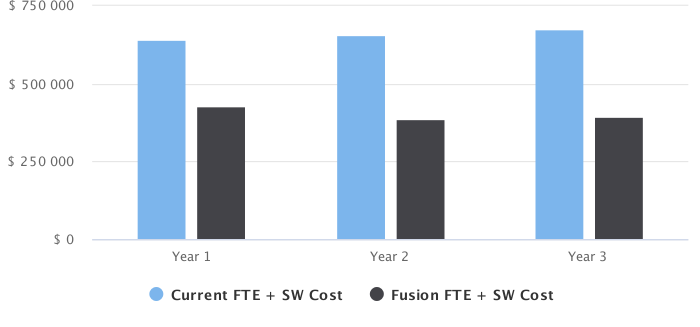 $ 750 000
$ 500 000
$ 250 000
$ 0
Year 1 Year 2 Year 3
Current FTE + SW Cost Fusion FTE + SW Cost